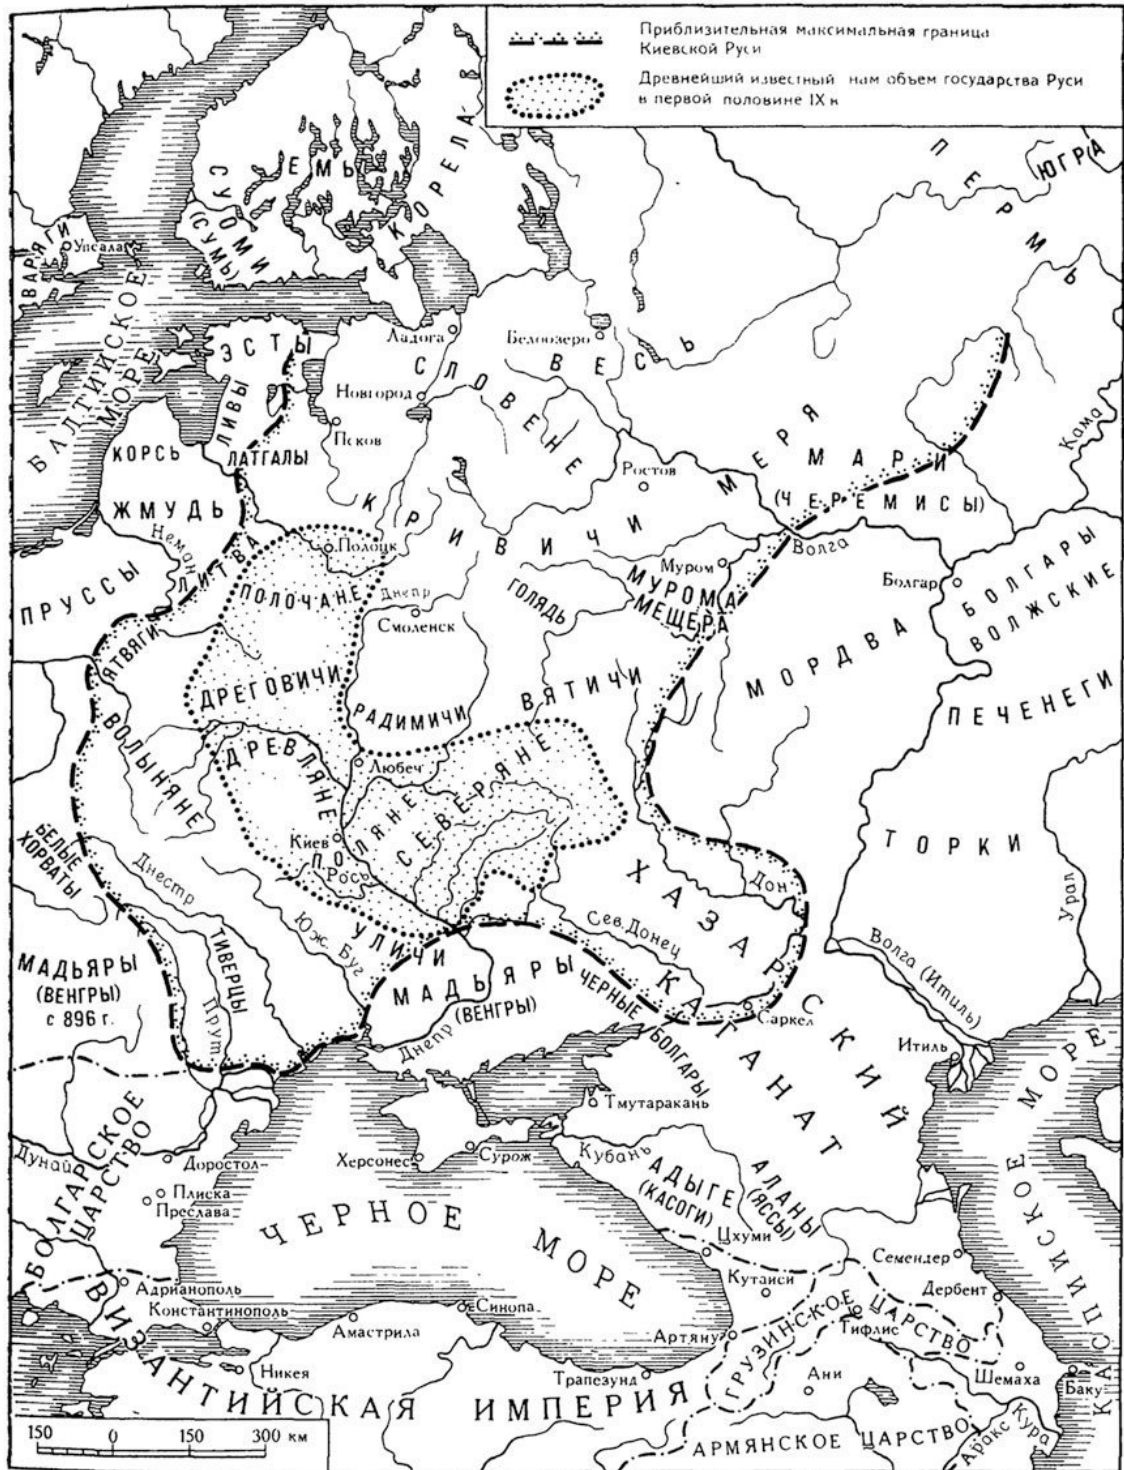 Приблизительная максимальная граница
Киевской Руси
Древнейший известный нам объем государства Руси
в первой половине IX в
ПЕРМЬ
ЮГРА
ЕМЬ
СУОМИ
(СУМЬ)
КОРЕЛА
ВАРЯГИ
Упсала
БАЛТИЙСКОЕ
МОРЕ
ЭСТЫ
Ладога
Белоозеро
ВЕСЬ
СЛОВЕНЕ
ЛИВЫ
Новгород
Псков
КОРСЬ
ЛАТГАЛЫ
Ростов
МЕРЯ
МАРИ
(ЧЕРЕМИСЫ)
Кама
ЖМУДЬ
КРИВИЧИ
Неман
ЛИТВА
Полоцк
Волга
Муром
МУРОМА
МЕЩЕРА
Болгар
БОЛГАРЫ
ВОЛЖСКИЕ
ПРУССЫ
ПОЛОЧАНЕ
Днепр
Смоленск
ГОЛЯДЬ
МОРДВА
ЯТВЯГИ
ДРЕГОВИЧИ
РАДИМИЧИ
ВЯТИЧИ
ПЕЧЕНЕГИ
ВОЛЫНЯНЕ
ДРЕВЛЯНЕ
Любеч
ПОЛЯНЕ
СЕВЕРЯНЕ
Киев
ПОЛЯНЕ
Рось
БЕЛЫЕ
ХОРВАТЫ
ТОРКИ
Днестр
Дон
Урал
ХАЗАРСКИЙ
КАГАНАТ
Юж. Буг
УЛИЧИ
Сев. Донец
Волга (Итиль)
МАДЬЯРЫ
(ВЕНГРЫ)
с 896 г.
ТИВЕРЦЫ
Прут
МАДЬЯРЫ
(ВЕНГРЫ)
Днепр
ЧЕРНЫЕ
БОЛГАРЫ
Саркел
Итиль
Тмутаракань
БОЛГАРСКОЕ
ЦАРСТВО
Дунай
Доростол
Плиска
Преслава
Херсонес
Сурож
Кубань
АДЫГЕ
(КАСОГИ)
АЛАНЫ
(ЯССЫ)
ЧЕРНОЕ
МОРЕ
Цхуми
Семендер
КАСПИЙСКОЕ МОРЕ
Кутаиси
Дербент
Адрианополь
Константинополь
Амастрида
Синопа
Артяну
ГРУЗИНСКОЕ ЦАРСТВО
Тифлис
Никея
Трапезунд
Ани
Шемаха
Баку
ВИЗАНТИЙСКАЯ ИМПЕРИЯ
АРМЯНСКОЕ ЦАРСТВО
Аракс
Кура
150 0 150 300 км